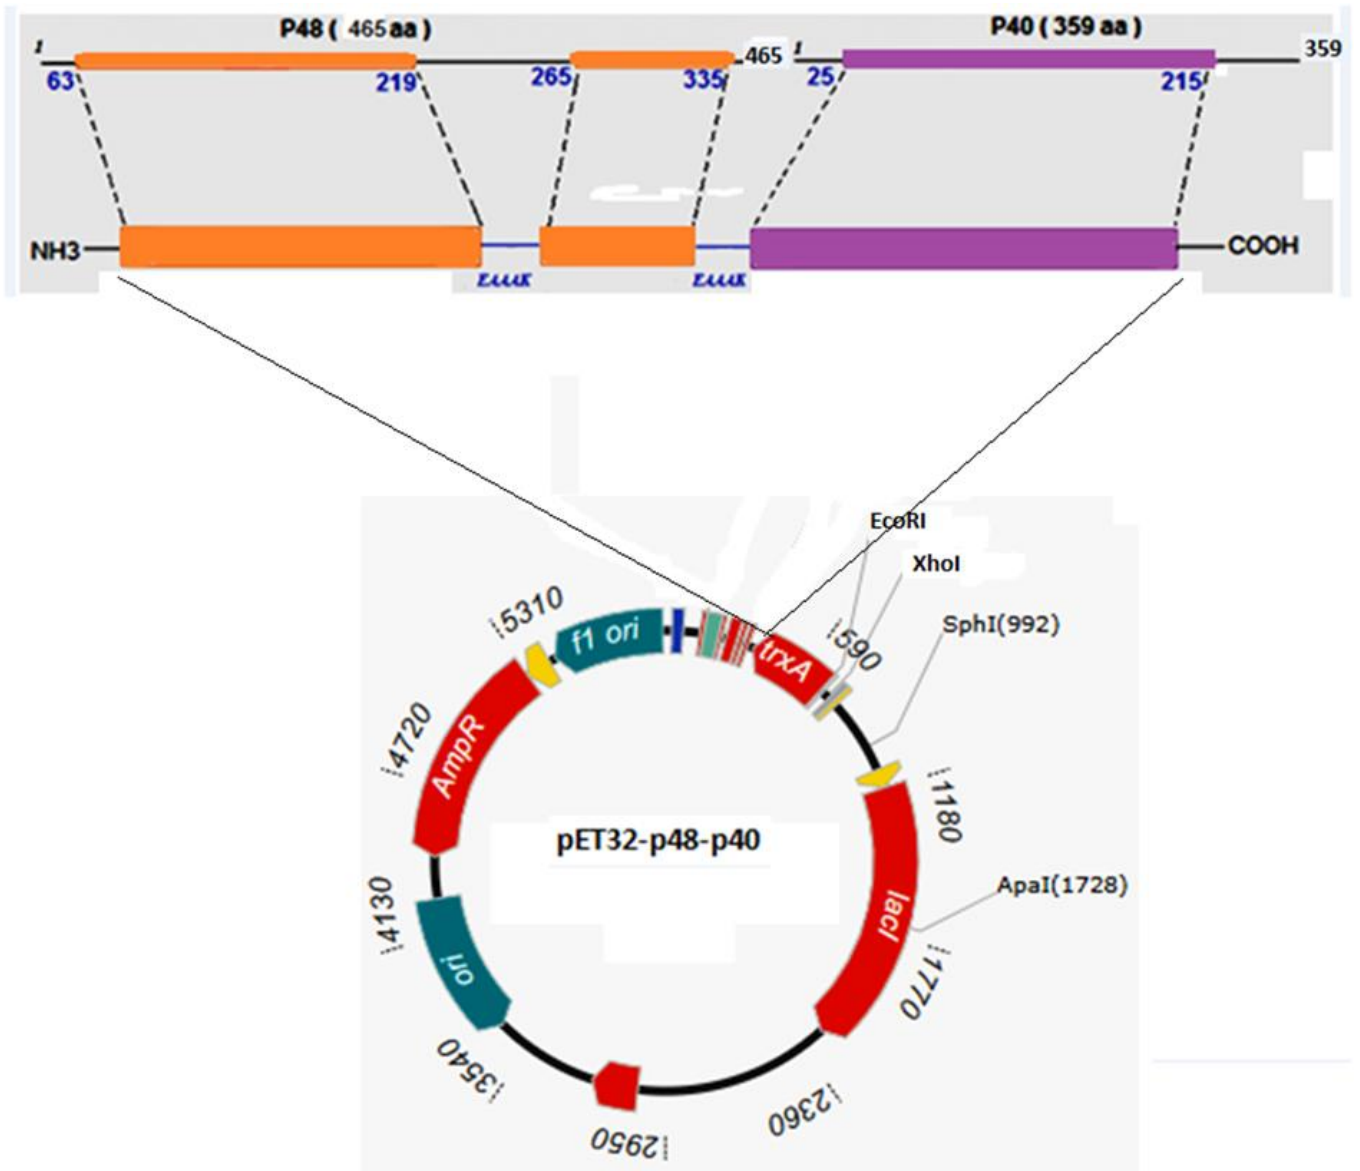 P48 ( 465 aa )
P40 ( 359 aa )
1
465
1
359
63
219
265
335
25
215
NH3
COOH
EAAAK
EAAAK
EcoRI
XhoI
SphI(992)
5310
f1 ori
trxA
590
4720
AmpR
1180
pET32-p48-p40
ApaI(1728)
lacI
4130
ori
1770
3540
2360
2950